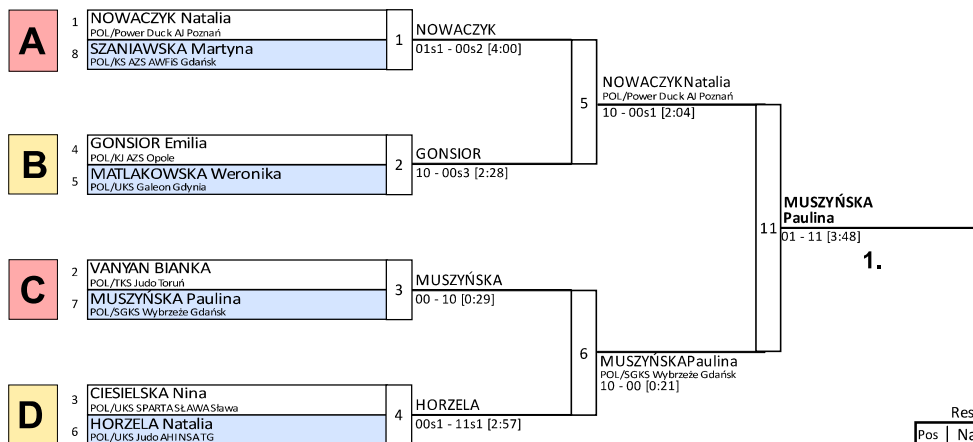 A
1 NOWACZYK Natalia
POL/Power Duck AJ Poznań
8 SZANIAWSKA Martyna
POL/KS AZS AWFiS Gdańsk
1
NOWACZYK
01s1 - 00s2 [4:00]
B
4 GONSIOR Emilia
POL/KJ AZS Opole
5 MATLAKOWSKA Weronika
POL/UKS Galeon Gdynia
2
GONSIOR
10 - 00s3 [2:28]
5
NOWACZYKNatalia
POL/Power Duck AJ Poznań
10 - 00s1 [2:04]
C
2 VANYAN BIANKA
POL/TKS Judo Toruń
7 MUSZYŃSKA Paulina
POL/SGKS Wybrzeże Gdańsk
3
MUSZYŃSKA
00 - 10 [0:29]
D
3 CIESIELSKA Nina
POL/UKS SPARTA SŁAWA Sława
6 HORZELA Natalia
POL/UKS Judo AHINSA TG
4
HORZELA
00s1 - 11s1 [2:57]
6
MUSZYŃSKAPaulina
POL/SGKS Wybrzeże Gdańsk
10 - 00 [0:21]
11
MUSZYŃSKA
Paulina
01 - 11 [3:48]
1.
Res
Pos Na